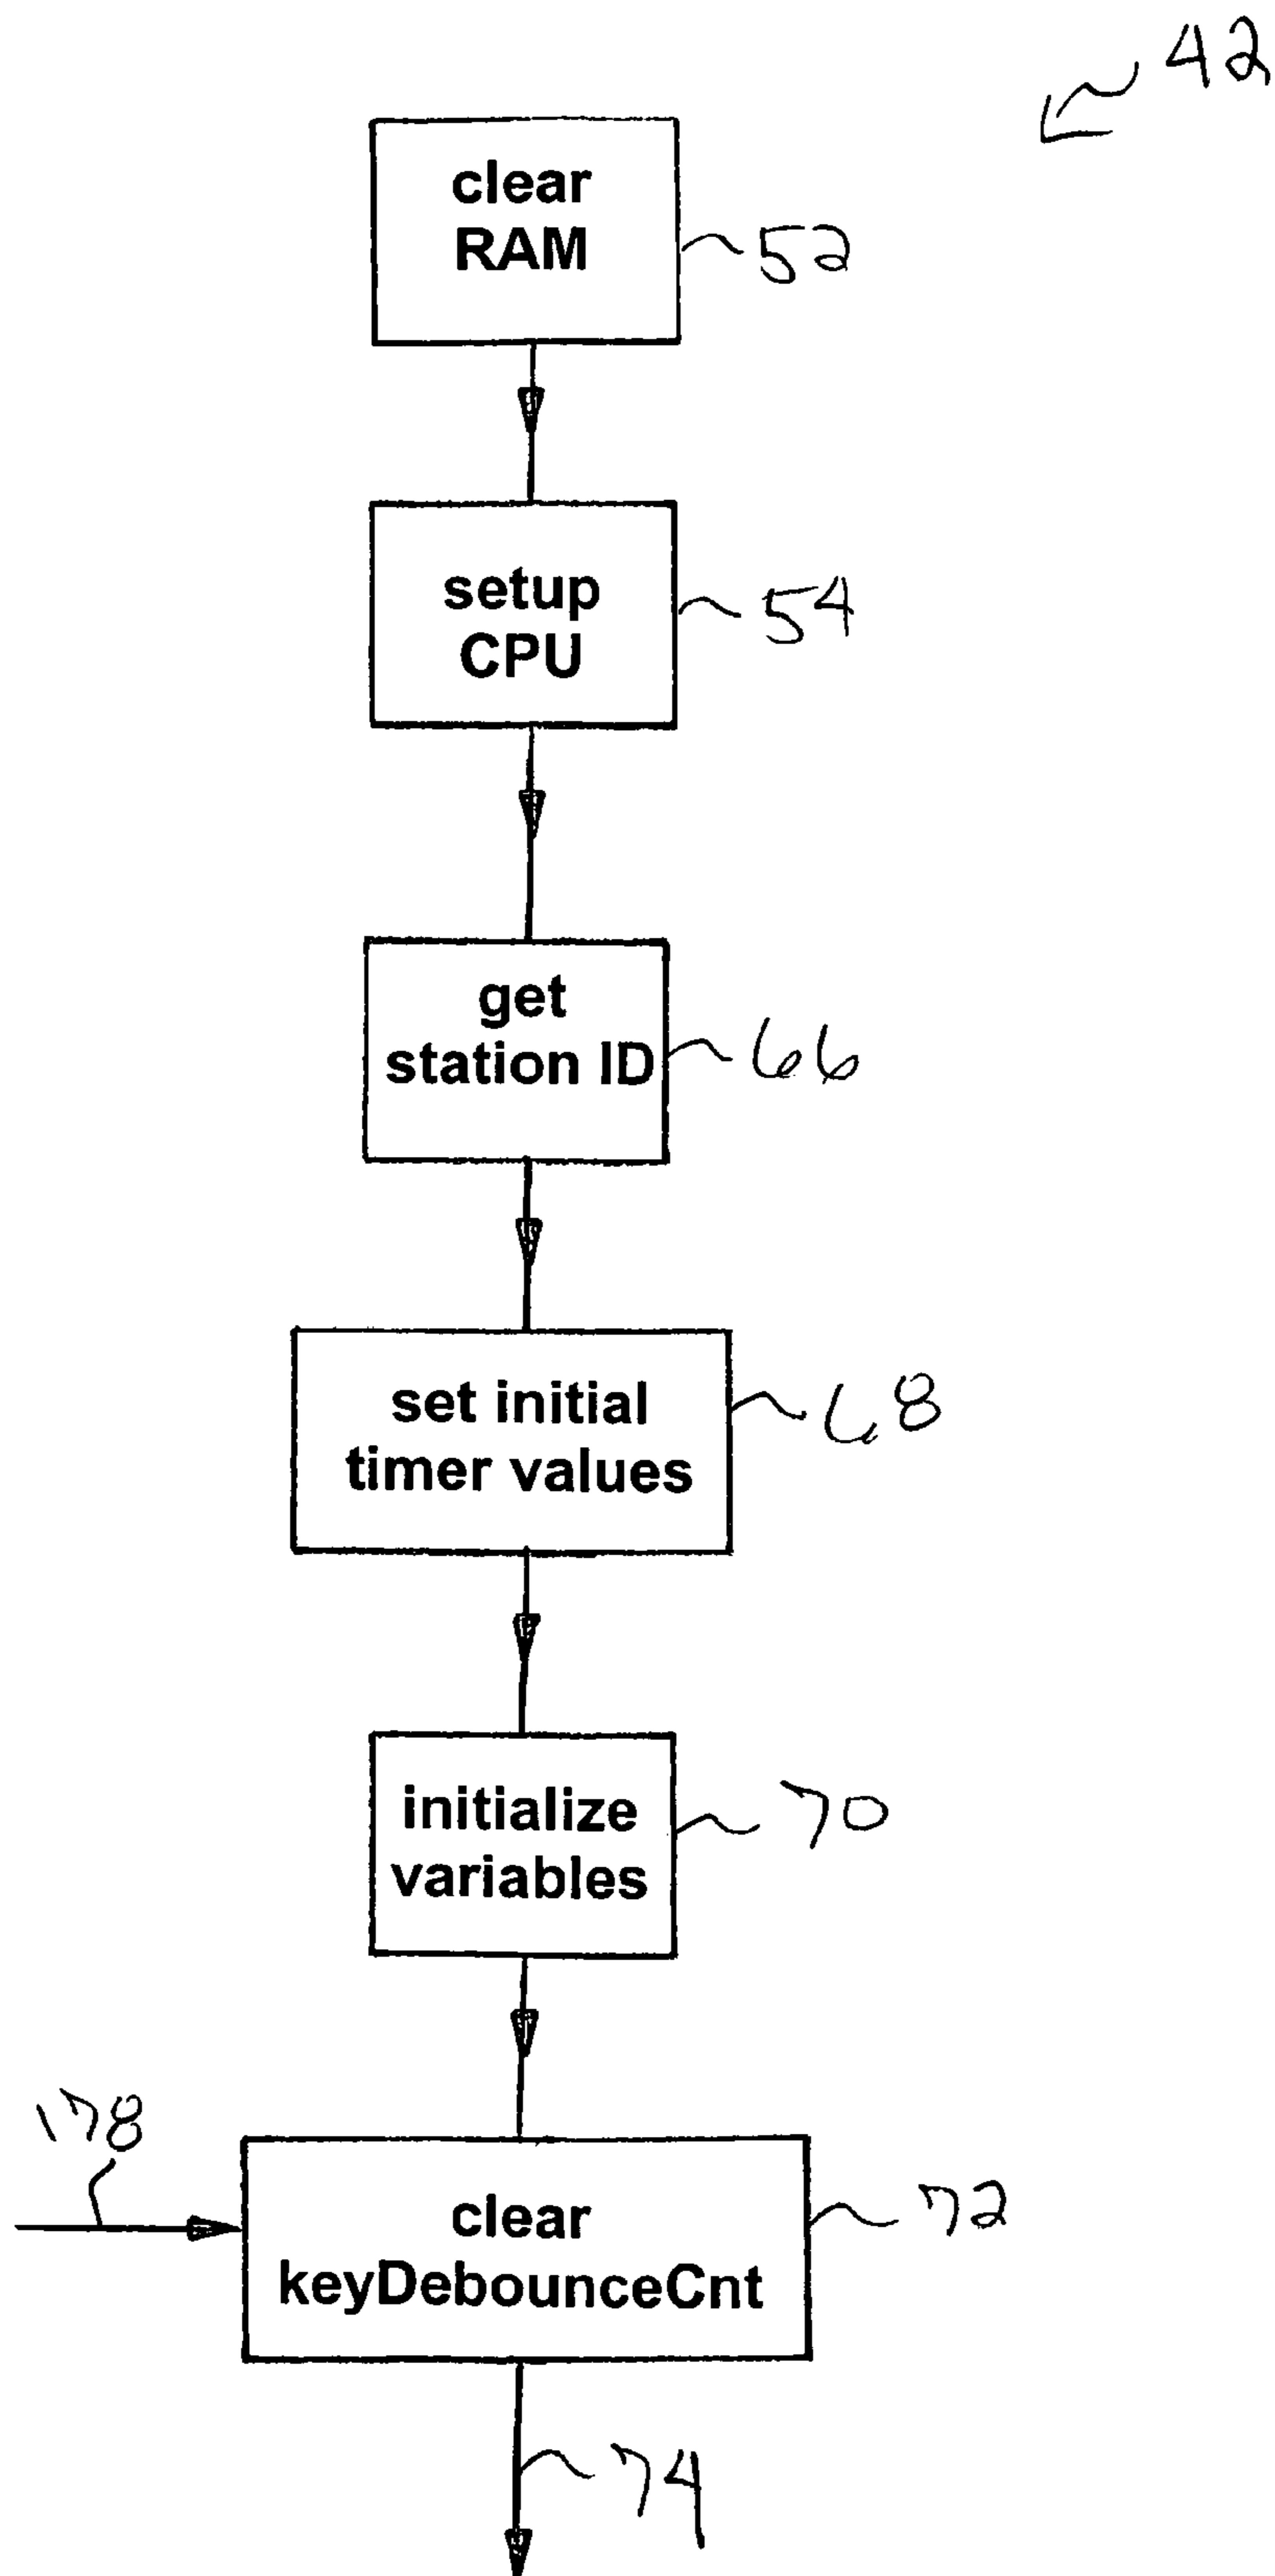 42
clear
RAM
52
setup
CPU
54
get
station ID
66
set initial
timer values
68
initialize
variables
70
178
clear
keyDebounceCnt
72
74